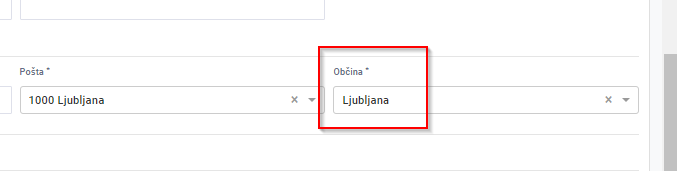 Pošta * Občina *
1000 Ljubljana × Ljubljana ×